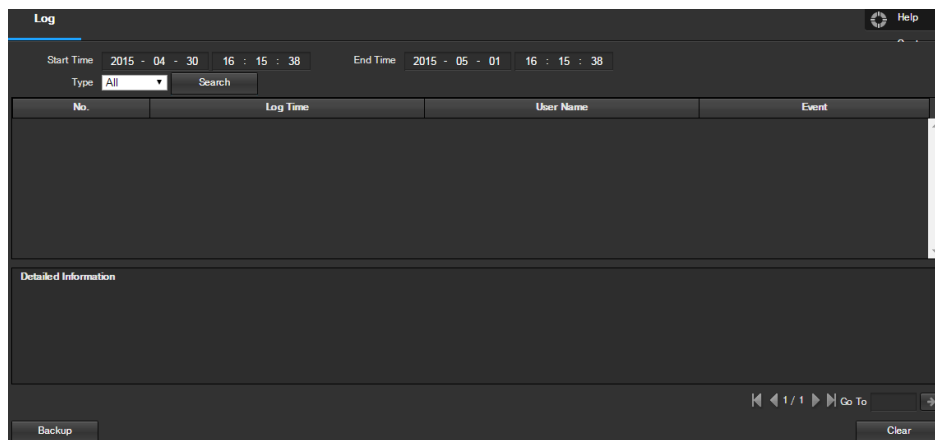 Log Help
Start Time 2015 - 04 - 30 16 : 15 : 38 End Time 2015 - 05 - 01 16 : 15 : 38
Type All Search
No. Log Time User Name Event
Detailed Information
1 / 1 Go To
Backup Clear